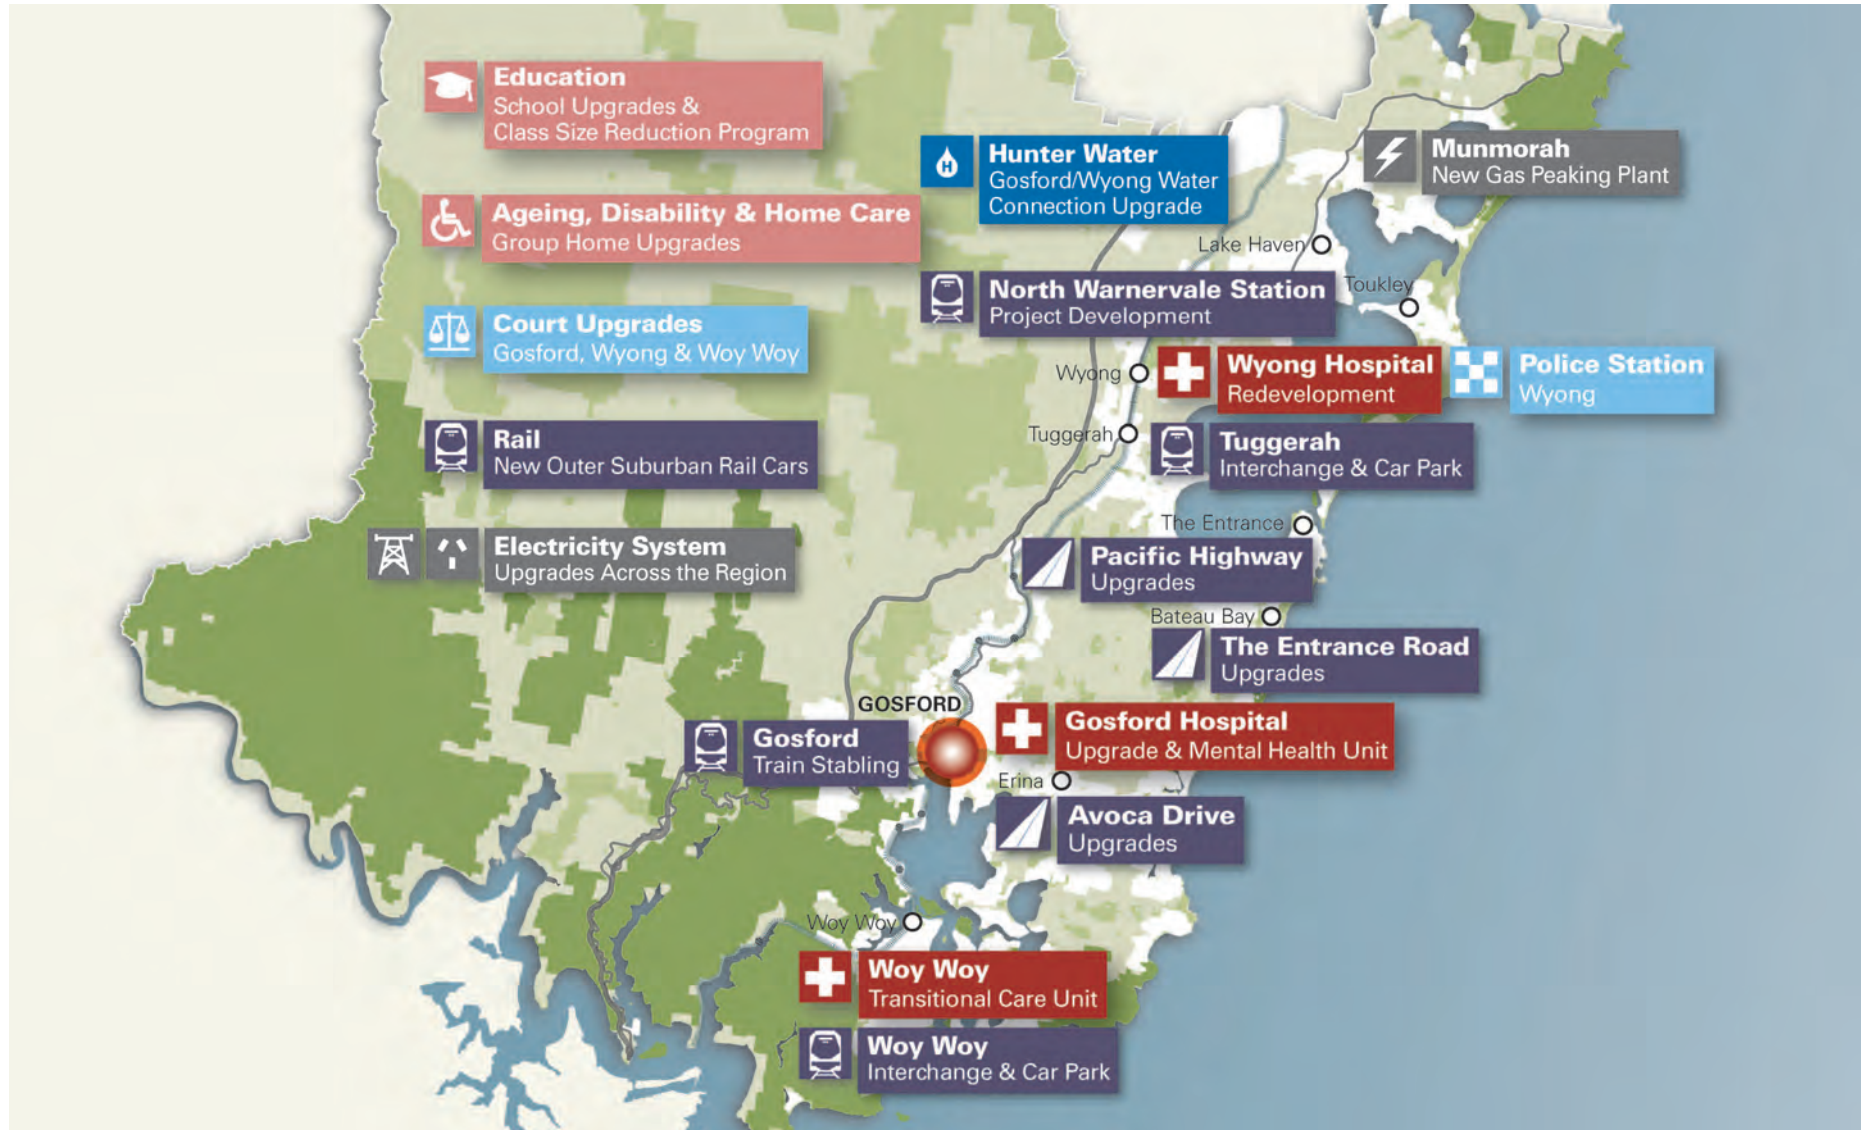 Education
School Upgrades &
Class Size Reduction Program
Ageing, Disability & Home Care
Group Home Upgrades
Court Upgrades
Gosford, Wyong & Woy Woy
Rail
New Outer Suburban Rail Cars
Electricity System
Upgrades Across the Region
H
Hunter Water
Gosford/Wyong Water
Connection Upgrade
Munmorah
New Gas Peaking Plant
Lake Haven
North Warnervale Station
Project Development
Toukley
Wyong
Wyong Hospital
Redevelopment
Police Station
Wyong
Tuggerah
Tuggerah
Interchange & Car Park
The Entrance
Pacific Highway
Upgrades
Bateau Bay
The Entrance Road
Upgrades
GOSFORD
Gosford
Train Stabling
Gosford Hospital
Upgrade & Mental Health Unit
Erina
Avoca Drive
Upgrades
Woy Woy
Woy Woy
Transitional Care Unit
Woy Woy
Interchange & Car Park